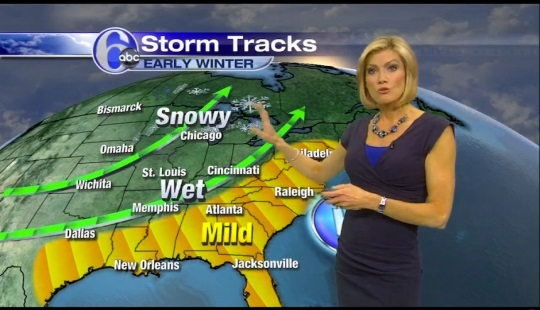 6 abc
Storm Tracks
EARLY WINTER
Bismarck
Snowy
Chicago
Omaha
St. Louis
Cincinnati
Philadel
Wichita
Wet
Raleigh
Memphis
Atlanta
Dallas
Mild
New Orleans
Jacksonville